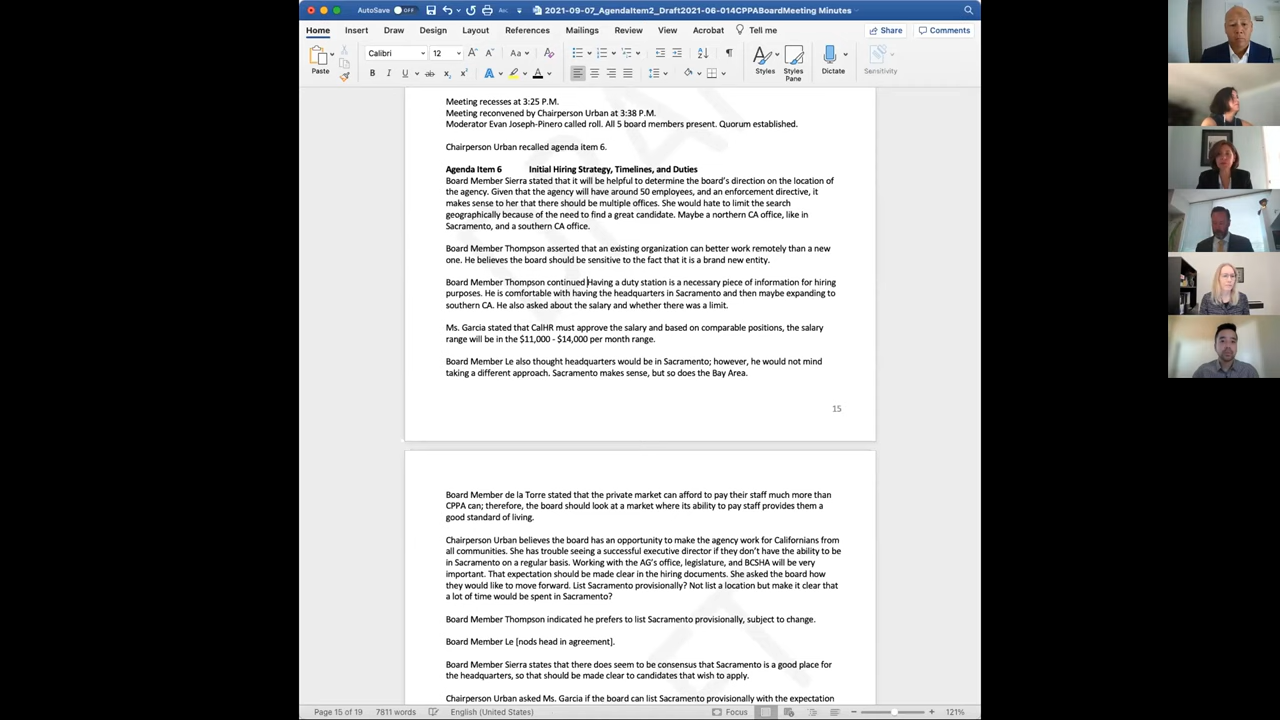 AutoSave OFF 2021-09-07_AgendaItem2_Draft2021-06-014CPPABoardMeeting Minutes
Home Insert Draw Design Layout References Mailings Review View Acrobat Tell me Share Comments
Paste Calibri 12 Styles Styles Pane Dictate Sensitivity
Meeting recesses at 3:25 P.M.
Meeting reconvened by Chairperson Urban at 3:38 P.M.
Moderator Evan Joseph-Pinero called roll. All 5 board members present. Quorum established.
Chairperson Urban recalled agenda item 6.
Agenda Item 6 Initial Hiring Strategy, Timelines, and Duties
Board Member Sierra stated that it will be helpful to determine the board's direction on the location of
the agency. Given that the agency will have around 50 employees, and an enforcement directive, it
makes sense to her that there should be multiple offices. She would hate to limit the search
geographically because of the need to find a great candidate. Maybe a northern CA office, like in
Sacramento, and a southern CA office.
Board Member Thompson asserted that an existing organization can better work remotely than a new
one. He believes the board should be sensitive to the fact that it is a brand new entity.
Board Member Thompson continued Having a duty station is a necessary piece of information for hiring
purposes. He is comfortable with having the headquarters in Sacramento and then maybe expanding to
southern CA. He also asked about the salary and whether there was a limit.
Ms. Garcia stated that CalHR must approve the salary and based on comparable positions, the salary
range will be in the $11,000 - $14,000 per month range.
Board Member Le also thought headquarters would be in Sacramento; however, he would not mind
taking a different approach. Sacramento makes sense, but so does the Bay Area.
15
Board Member de la Torre stated that the private market can afford to pay their staff much more than
CPPA can; therefore, the board should look at a market where its ability to pay staff provides them a
good standard of living.
Chairperson Urban believes the board has an opportunity to make the agency work for Californians from
all communities. She has trouble seeing a successful executive director if they don't have the ability to be
in Sacramento on a regular basis. Working with the AG's office, legislature, and BCSHA will be very
important. That expectation should be made clear in the hiring documents. She asked the board how
they would like to move forward. List Sacramento provisionally? Not list a location but make it clear that
a lot of time would be spent in Sacramento?
Board Member Thompson indicated he prefers to list Sacramento provisionally, subject to change.
Board Member Le [nods head in agreement].
Board Member Sierra states that there does seem to be consensus that Sacramento is a good place for
the headquarters, so that should be made clear to candidates that wish to apply.
Chairperson Urban asked Ms. Garcia if the board can list Sacramento provisionally with the expectation
Page 15 of 19 7811 words English (United States) Focus 121%